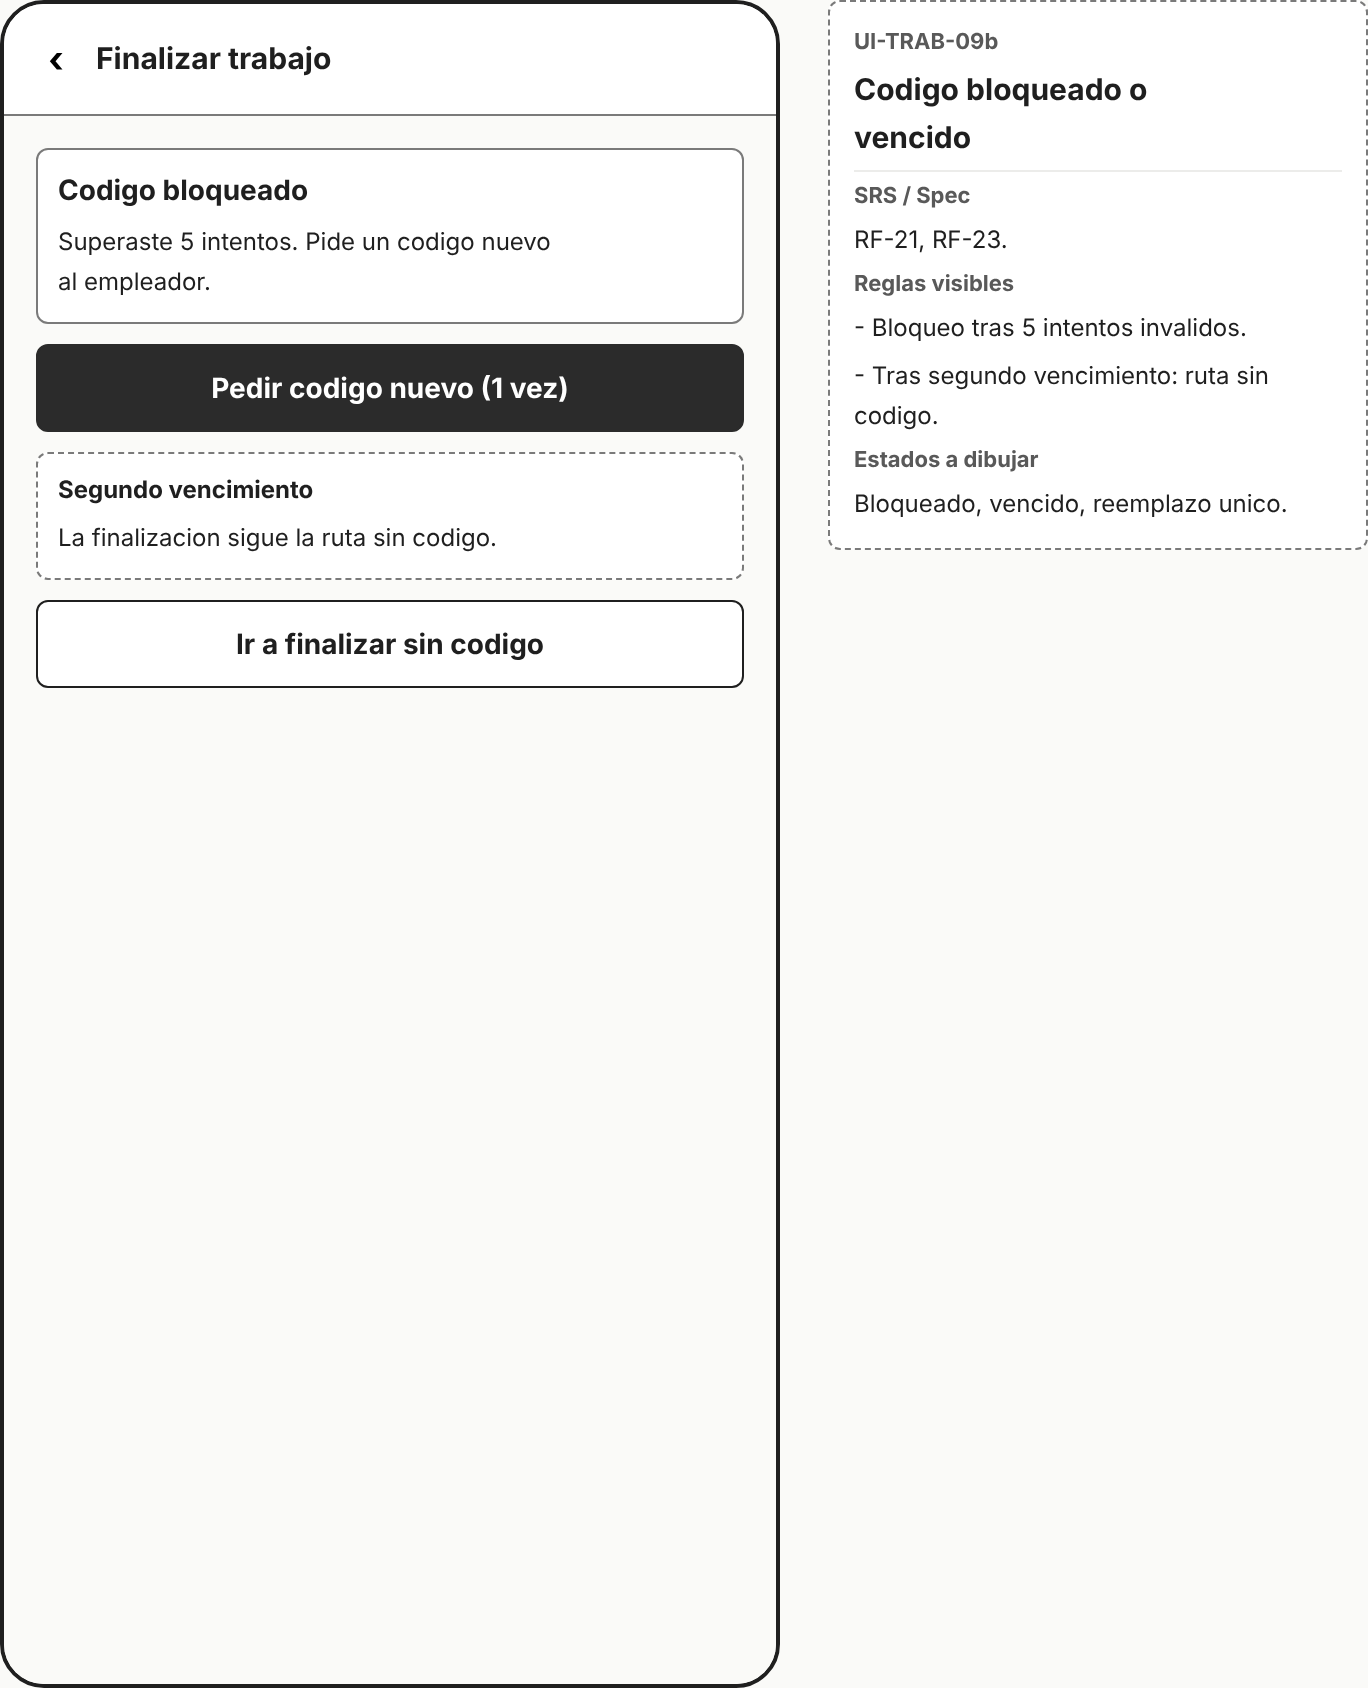 ‹ Finalizar trabajo
Codigo bloqueado
Superaste 5 intentos. Pide un codigo nuevo
al empleador.
Pedir codigo nuevo (1 vez)
Segundo vencimiento
La finalizacion sigue la ruta sin codigo.
Ir a finalizar sin codigo
UI-TRAB-09b
Codigo bloqueado o
vencido
SRS / Spec
RF-21, RF-23.
Reglas visibles
- Bloqueo tras 5 intentos invalidos.
- Tras segundo vencimiento: ruta sin
codigo.
Estados a dibujar
Bloqueado, vencido, reemplazo unico.